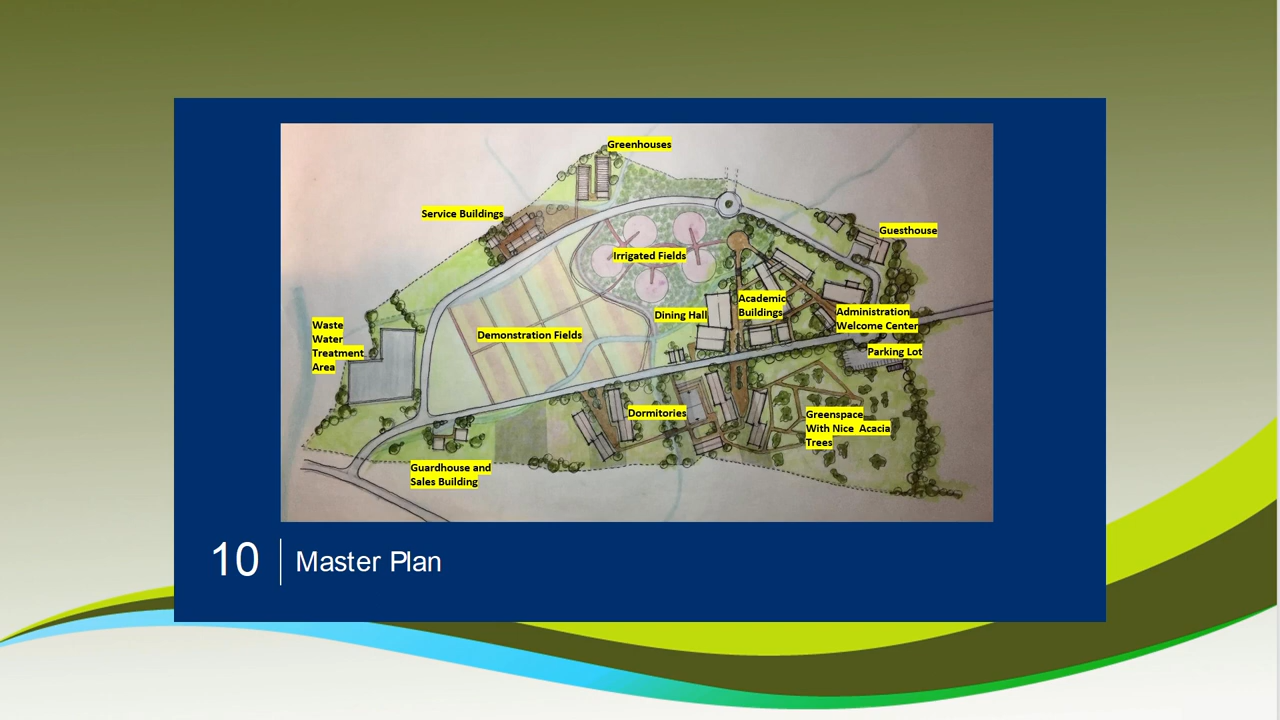 Greenhouses
Service Buildings
Guesthouse
Irrigated Fields
Academic
Buildings
Dining Hall
Administration
Welcome Center
Waste
Water
Treatment
Area
Demonstration Fields
Parking Lot
Dormitories
Greenspace
With Nice  Acacia
Trees
Guardhouse and
Sales Building
10
Master Plan